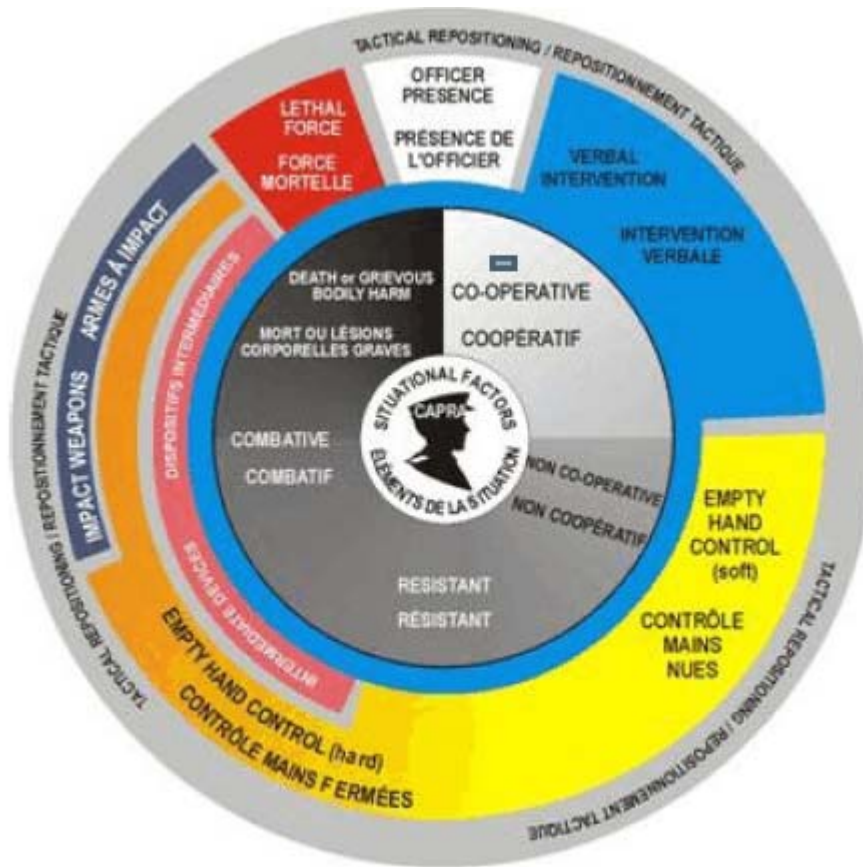 TACTICAL REPOSITIONING / REPOSITIONNEMENT TACTIQUE
OFFICER
PRESENCE
PRÉSENCE DE
L'OFFICIER
LETHAL
FORCE
FORCE
MORTELLE
VERBAL
INTERVENTION
INTERVENTION
VERBALE
IMPACT WEAPONS ARMES À IMPACT
DISPOSITIFS INTERMÉDIAIRES
INTERMEDIATE DEVICES
DEATH or GRIEVOUS
BODILY HARM
MORT OU LÉSIONS
CORPORELLES GRAVES
CO-OPERATIVE
COOPÉRATIF
SITUATIONAL FACTORS
CAPRA
ÉLÉMENTS DE LA SITUATION
COMBATIVE
COMBATIF
NON CO-OPERATIVE
NON COOPÉRATIF
RESISTANT
RÉSISTANT
EMPTY
HAND
CONTROL
(soft)
CONTRÔLE
MAINS
NUES
EMPTY HAND CONTROL (hard)
CONTRÔLE MAINS FERMÉES
TACTICAL REPOSITIONING / REPOSITIONNEMENT TACTIQUE
TACTICAL REPOSITIONING / REPOSITIONNEMENT TACTIQUE